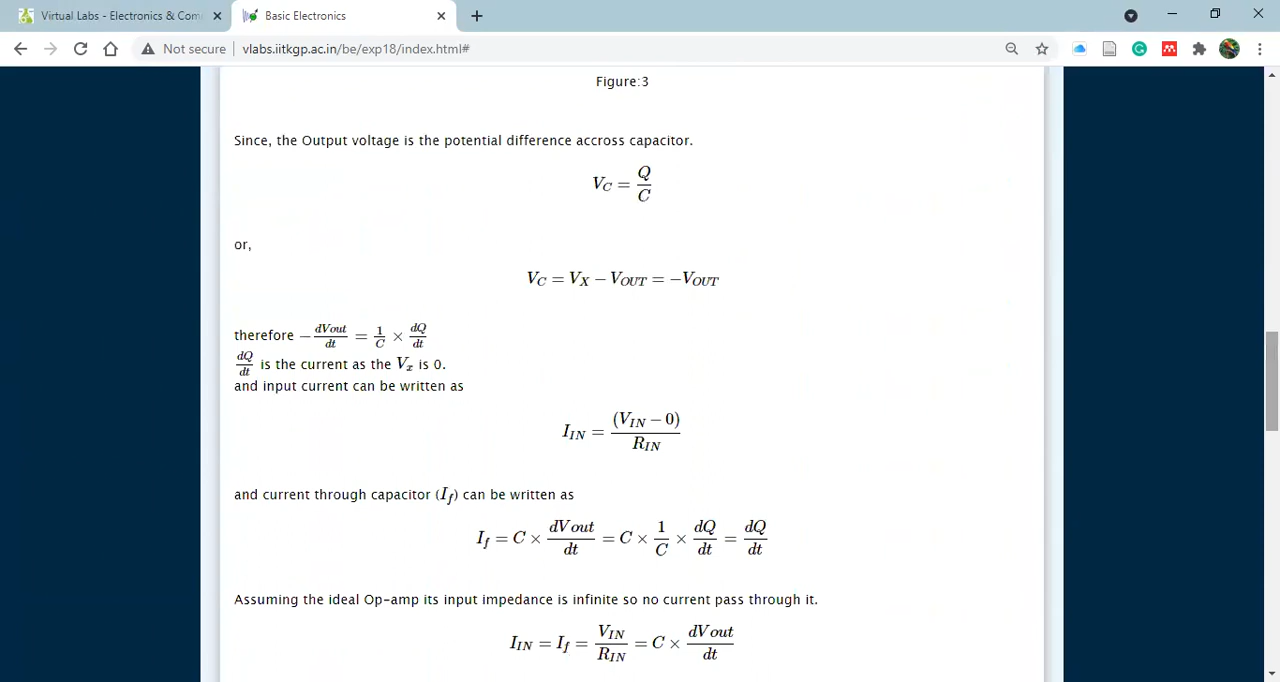 Virtual Labs - Electronics & Com
Basic Electronics
Not secure | vlabs.iitkgp.ac.in/be/exp18/index.html#
Figure:3
Since, the Output voltage is the potential difference accross capacitor.
V_C = Q/C
or,
V_C = V_X − V_OUT = −V_OUT
therefore − dVout/dt = 1/C × dQ/dt
dQ/dt is the current as the V_x is 0.
and input current can be written as
I_IN = (V_IN − 0)/R_IN
and current through capacitor (I_f) can be written as
I_f = C × dVout/dt = C × 1/C × dQ/dt = dQ/dt
Assuming the ideal Op-amp its input impedance is infinite so no current pass through it.
I_IN = I_f = V_IN/R_IN = C × dVout/dt